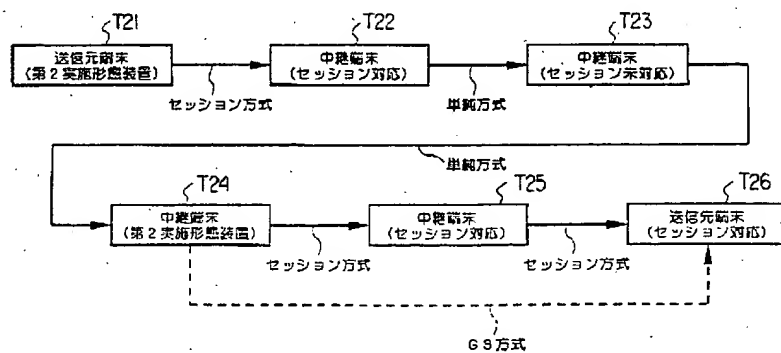 T21
送信元端末
(第2実施形態装置)
T22
中継端末
(セッション対応)
T23
中継端末
(セッション未対応)
セッション方式
単純方式
単純方式
T24
中継端末
(第2実施形態装置)
T25
中継端末
(セッション対応)
T26
送信元端末
(セッション対応)
セッション方式
セッション方式
GS方式